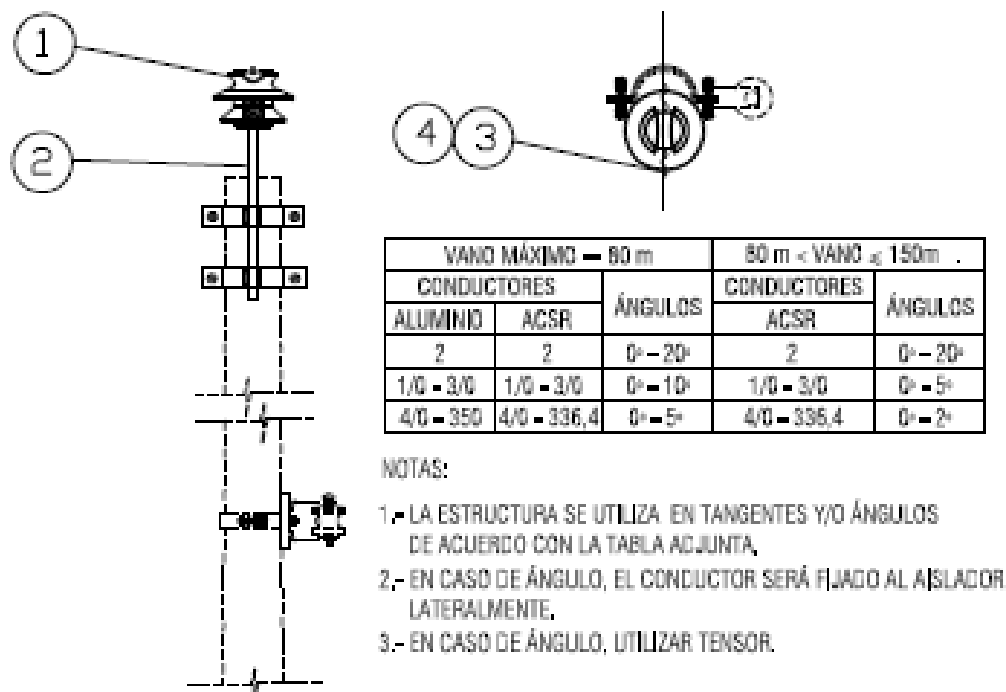 1
2
4 3
VANO MÁXIMO = 80 m 80 m < VANO ≤ 150m .
CONDUCTORES ÁNGULOS CONDUCTORES ÁNGULOS
ALUMINIO ACSR ACSR
2 2 0° - 20° 2 0° - 20°
1/0 - 3/0 1/0 - 3/0 0° - 10° 1/0 - 3/0 0° - 5°
4/0 - 350 4/0 - 336,4 0° - 5° 4/0 - 336,4 0° - 2°
NOTAS:
1.- LA ESTRUCTURA SE UTILIZA EN TANGENTES Y/O ÁNGULOS
DE ACUERDO CON LA TABLA ADJUNTA.
2.- EN CASO DE ÁNGULO, EL CONDUCTOR SERÁ FIJADO AL AISLADOR
LATERALMENTE.
3.- EN CASO DE ÁNGULO, UTILIZAR TENSOR.